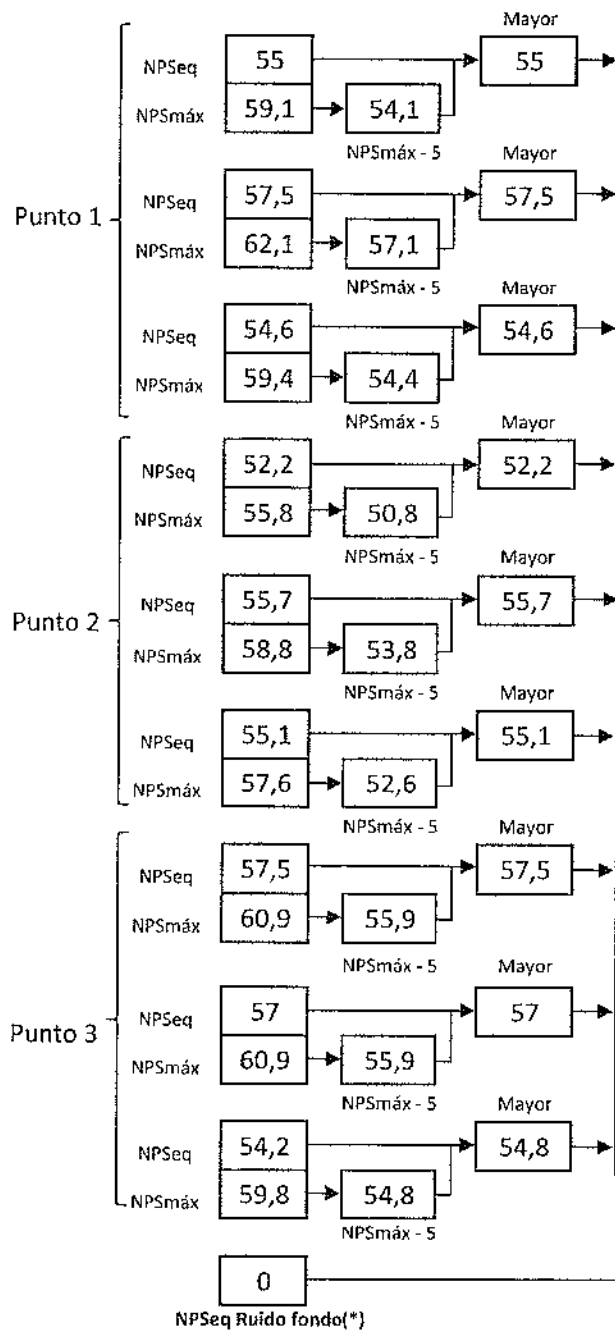 Mayor
NPSeq 55 55
NPSmáx 59,1 54,1
NPSmáx - 5 Mayor
NPSeq 57,5 57,5
Punto 1
NPSmáx 62,1 57,1
NPSmáx - 5 Mayor
NPSeq 54,6 54,6
NPSmáx 59,4 54,4
NPSmáx - 5 Mayor
NPSeq 52,2 52,2
NPSmáx 55,8 50,8
NPSmáx - 5 Mayor
NPSeq 55,7 55,7
Punto 2
NPSmáx 58,8 53,8
NPSmáx - 5 Mayor
NPSeq 55,1 55,1
NPSmáx 57,6 52,6
NPSmáx - 5 Mayor
NPSeq 57,5 57,5
NPSmáx 60,9 55,9
NPSmáx - 5 Mayor
NPSeq 57 57
Punto 3
NPSmáx 60,9 55,9
NPSmáx - 5 Mayor
NPSeq 54,2 54,8
NPSmáx 59,8 54,8
NPSmáx - 5
0
NPSeq Ruido fondo(*)